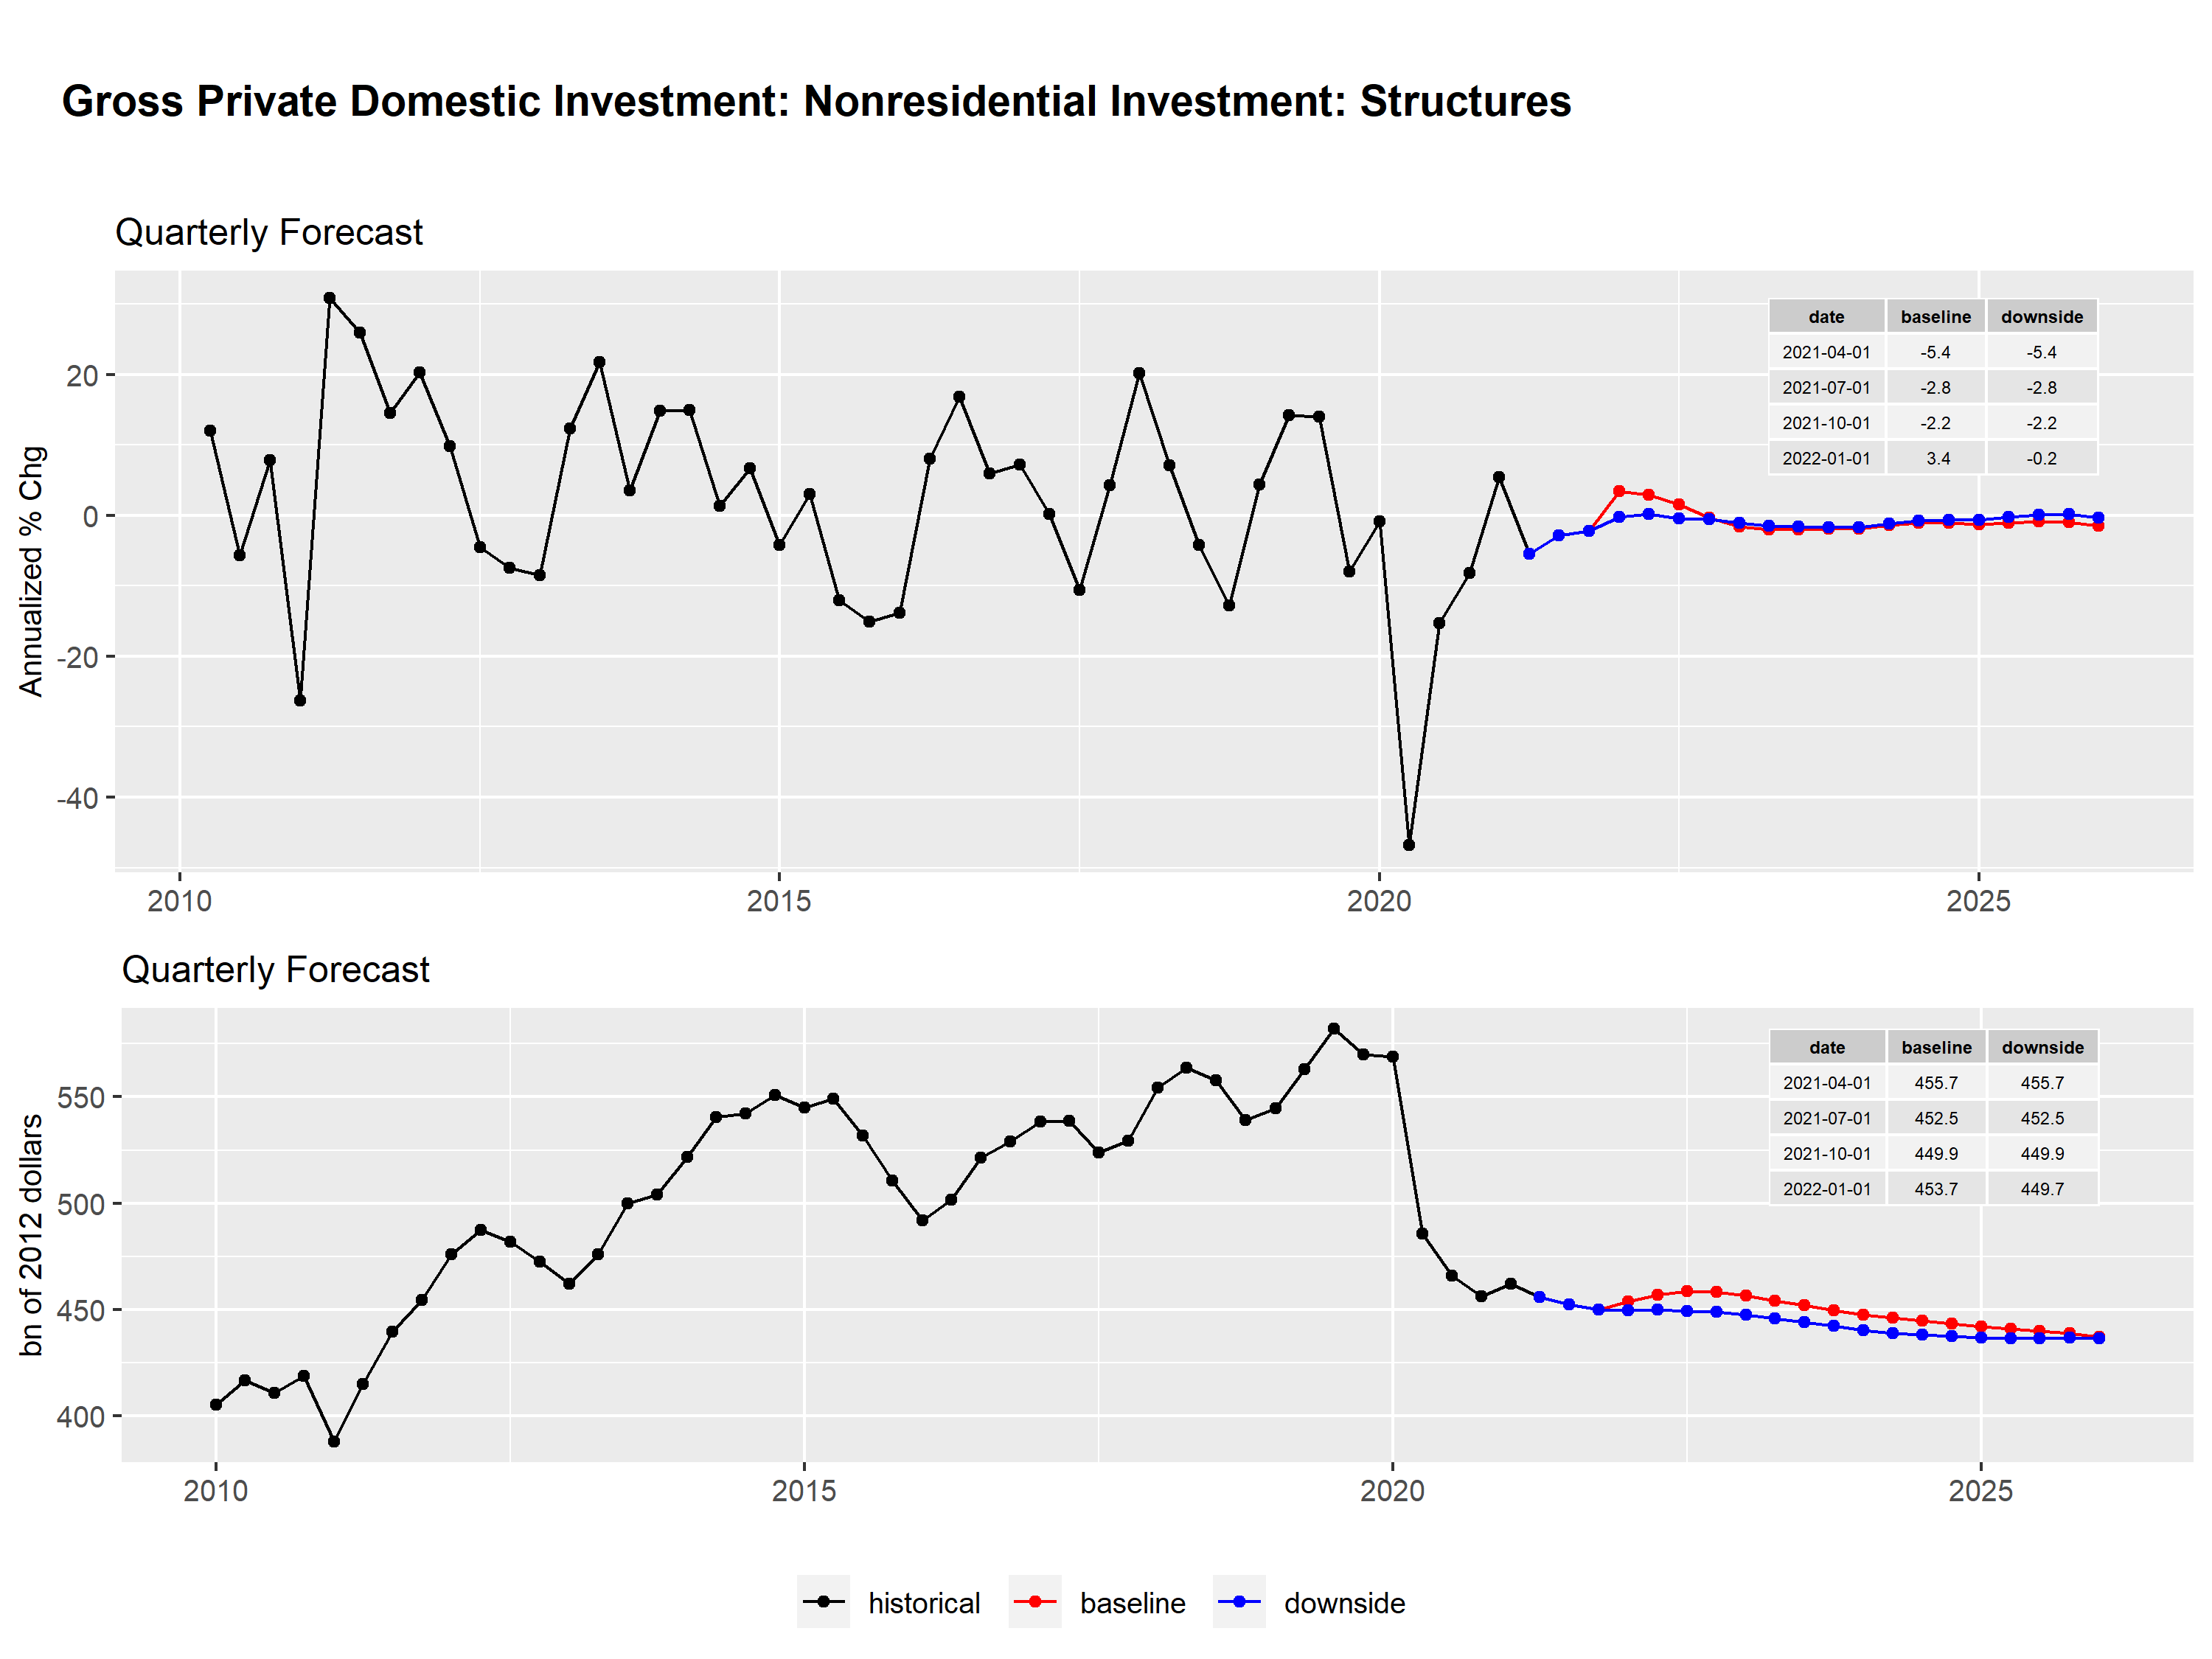 Gross Private Domestic Investment: Nonresidential Investment: Structures
Quarterly Forecast
Annualized % Chg
20
0
-20
-40
2010 2015 2020 2025
date baseline downside
2021-04-01 -5.4 -5.4
2021-07-01 -2.8 -2.8
2021-10-01 -2.2 -2.2
2022-01-01 3.4 -0.2
Quarterly Forecast
bn of 2012 dollars
550
500
450
400
2010 2015 2020 2025
date baseline downside
2021-04-01 455.7 455.7
2021-07-01 452.5 452.5
2021-10-01 449.9 449.9
2022-01-01 453.7 449.7
historical baseline downside